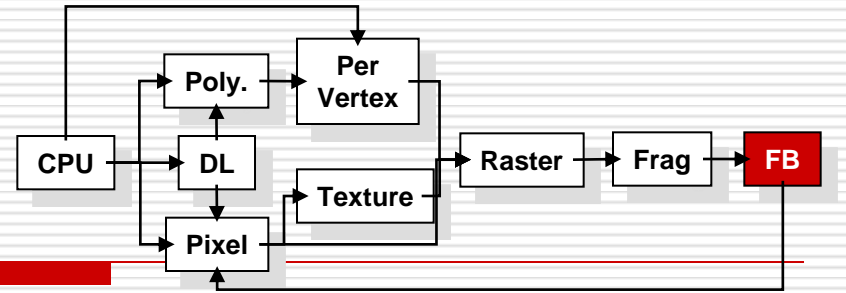 Per
Vertex
Poly.
CPU
DL
Raster
Frag
FB
Texture
Pixel